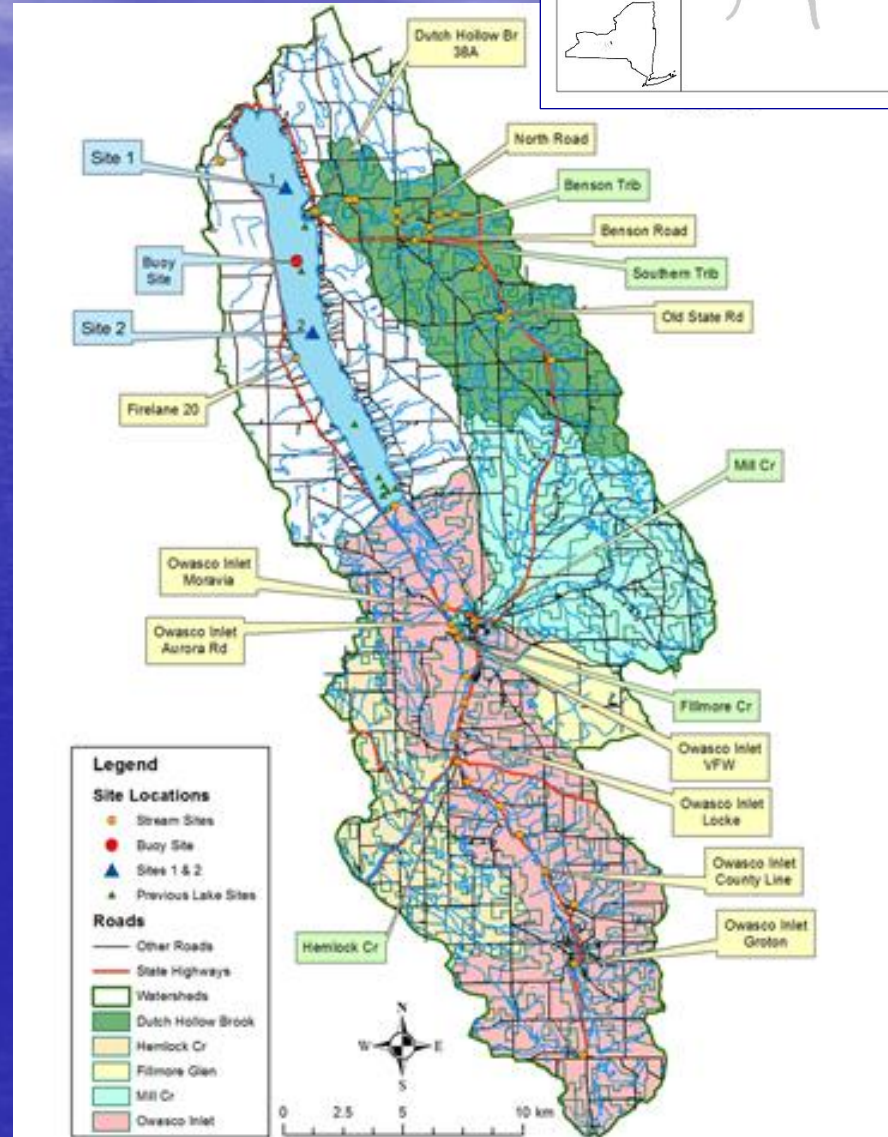 Dutch Hollow Br
38A
North Road
Site 1
1
Benson Trib
Benson Road
Buoy
Site
Southern Trib
Site 2
2
Old State Rd
Firelane 20
Mill Cr
Owasco Inlet
Moravia
Owasco Inlet
Aurora Rd
Fillmore Cr
Owasco Inlet
VFW
Owasco Inlet
Locke
Owasco Inlet
County Line
Owasco Inlet
Groton
Hemlock Cr
Legend
Site Locations
Stream Sites
Buoy Site
Sites 1 & 2
Previous Lake Sites
Roads
Other Roads
State Highways
Watersheds
Dutch Hollow Brook
Hemlock Cr
Fillmore Glen
Mill Cr
Owasco Inlet
N
W E
S
0 2.5 5 10 km